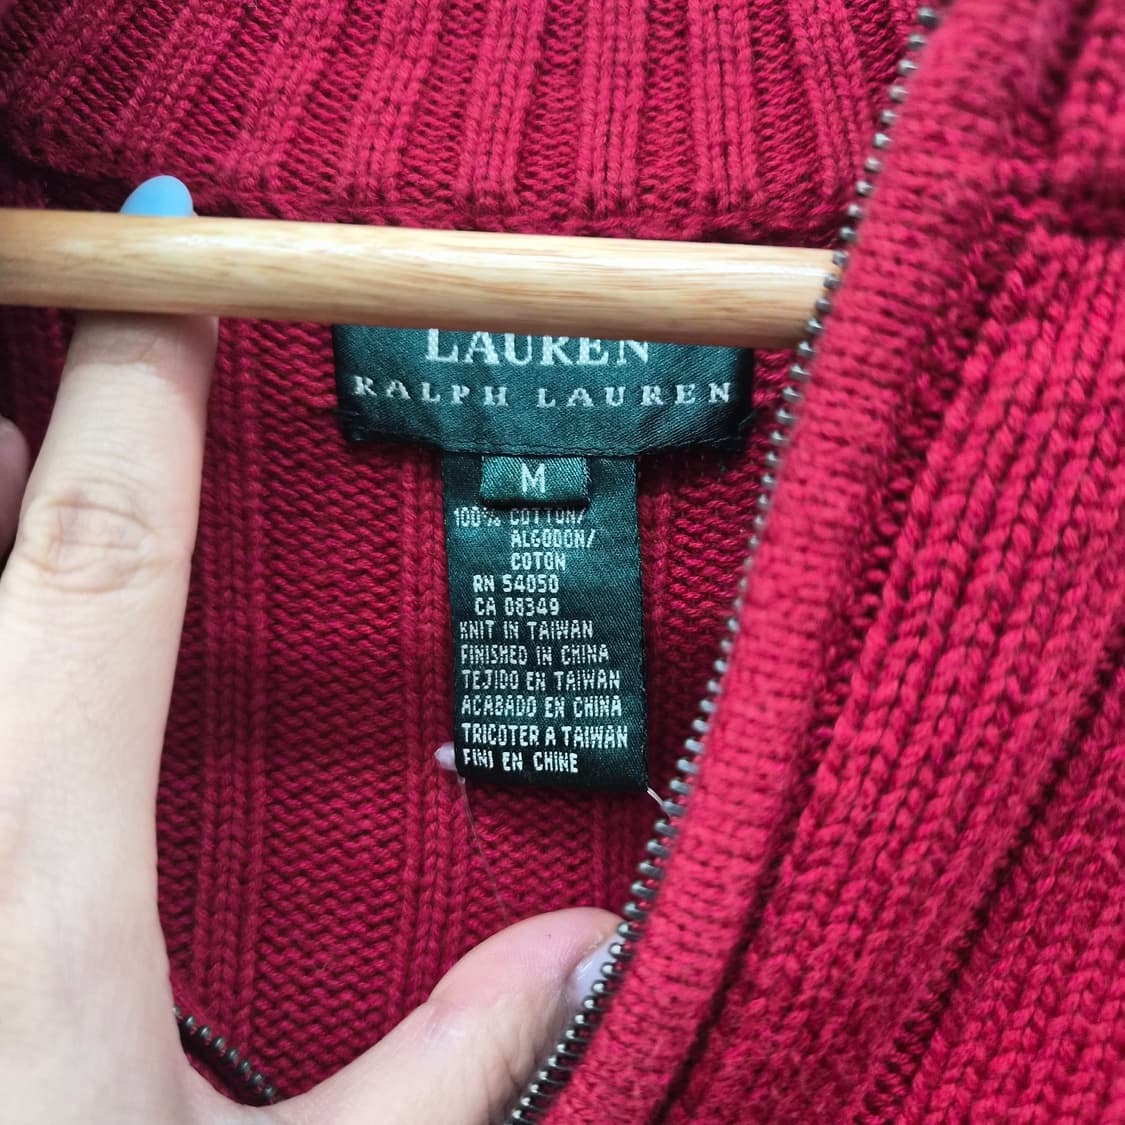 LAUREN
RALPH LAUREN
M
100% COTTON/
ALGODON/
COTON
RN 54050
CA 08349
KNIT IN TAIWAN
FINISHED IN CHINA
TEJIDO EN TAIWAN
ACABADO EN CHINA
TRICOTER A TAIWAN
FINI EN CHINE